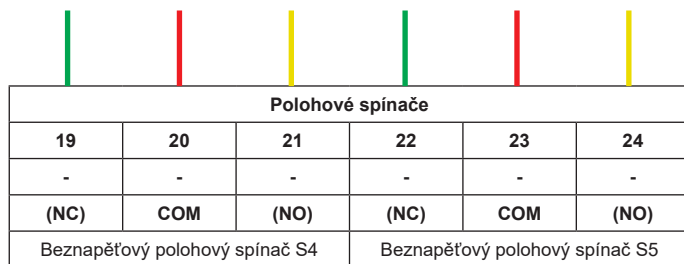 Polohové spínače
19 20 21 22 23 24
- - - - - -
(NC) COM (NO) (NC) COM (NO)
Beznapěťový polohový spínač S4 Beznapěťový polohový spínač S5